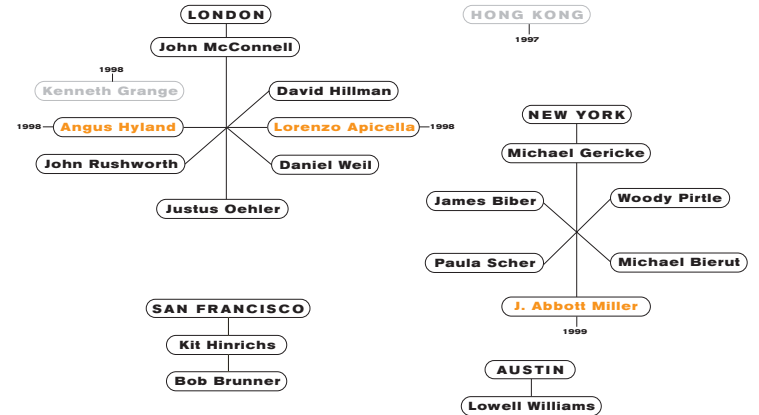 LONDON
HONG KONG
1997
John McConnell
1998
Kenneth Grange
David Hillman
1998
Angus Hyland
Lorenzo Apicella
1998
NEW YORK
Michael Gericke
John Rushworth
Daniel Weil
James Biber
Woody Pirtle
Justus Oehler
Paula Scher
Michael Bierut
SAN FRANCISCO
J. Abbott Miller
1999
Kit Hinrichs
AUSTIN
Bob Brunner
Lowell Williams